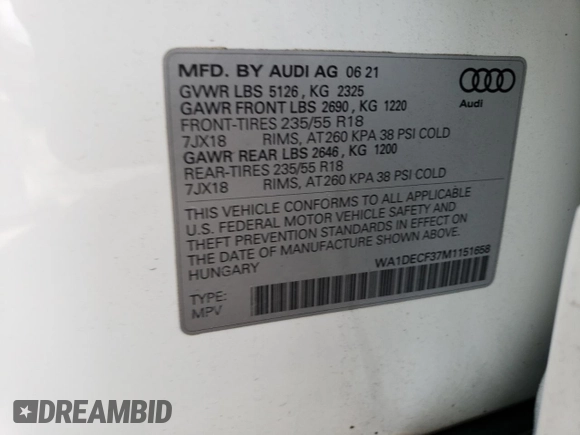 MFD. BY AUDI AG 06 21
GVWR LBS 5126 , KG 2325
GAWR FRONT LBS 2690 , KG 1220
FRONT-TIRES 235/55 R18
7JX18 RIMS, AT260 KPA 38 PSI COLD
GAWR REAR LBS 2646 , KG 1200
REAR-TIRES 235/55 R18
7JX18 RIMS, AT260 KPA 38 PSI COLD
Audi
THIS VEHICLE CONFORMS TO ALL APPLICABLE
U.S. FEDERAL MOTOR VEHICLE SAFETY AND
THEFT PREVENTION STANDARDS IN EFFECT ON
THE DATE OF MANUFACTURE SHOWN ABOVE.
HUNGARY
WA1DECF37M1151658
TYPE:
MPV
DREAMBID